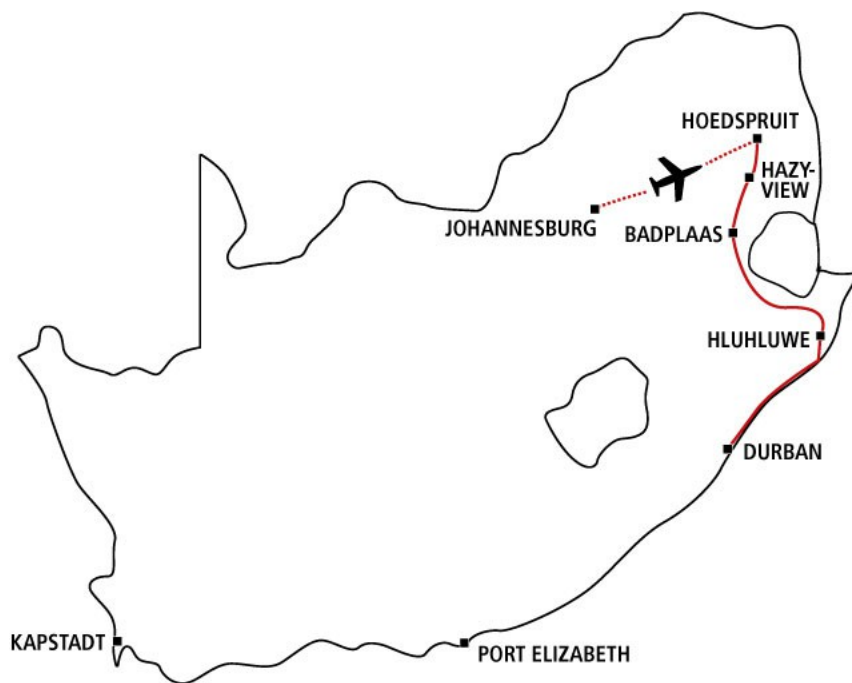 HOEDSPRUIT
HAZY-
VIEW
JOHANNESBURG
BADPLAAS
HLUHLUWE
DURBAN
KAPSTADT
PORT ELIZABETH